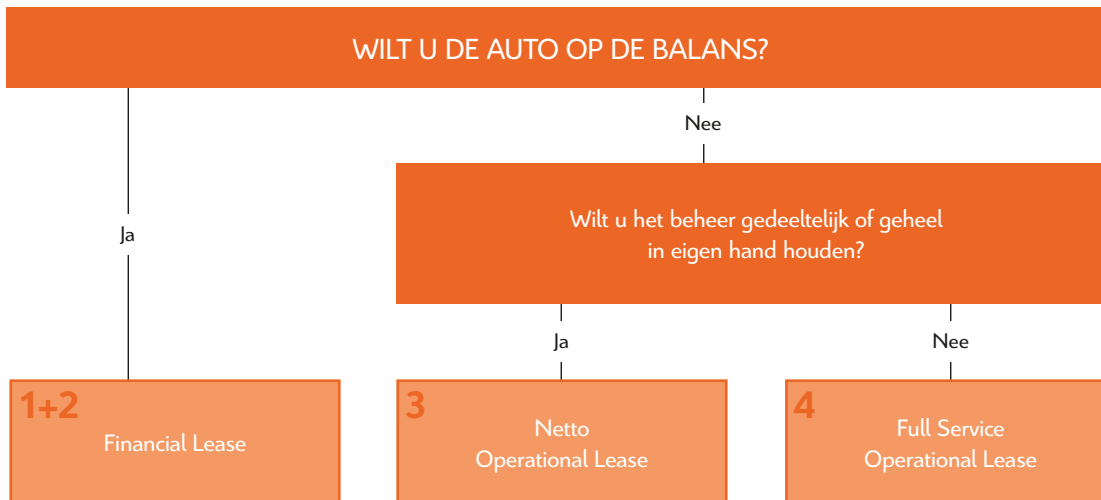 WILT U DE AUTO OP DE BALANS?
Nee
Wilt u het beheer gedeeltelijk of geheel
in eigen hand houden?
Ja
Ja
Nee
1+2
Financial Lease
3
Netto
Operational Lease
4
Full Service
Operational Lease